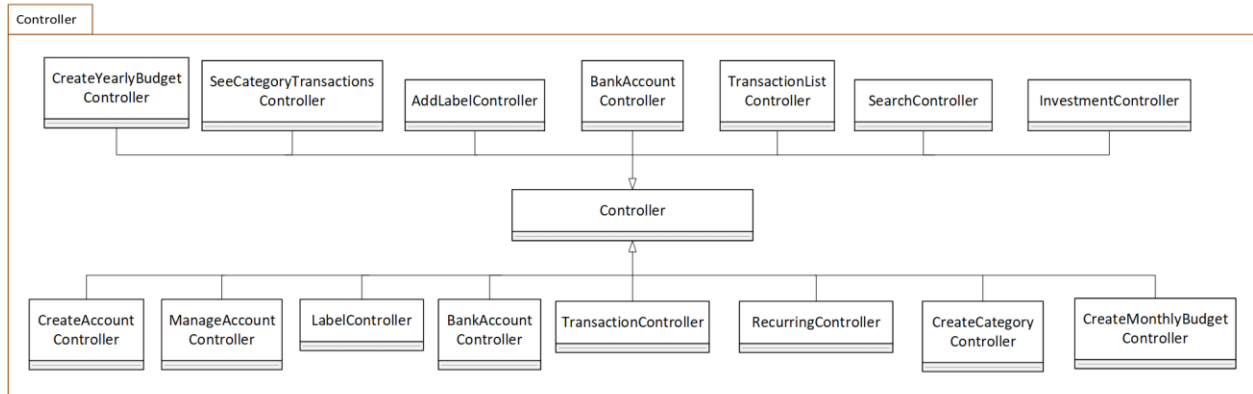 Controller
CreateYearlyBudget
Controller
SeeCategoryTransactions
Controller
AddLabelController
BankAccount
Controller
TransactionList
Controller
SearchController
InvestmentController
Controller
CreateAccount
Controller
ManageAccount
Controller
LabelController
BankAccount
Controller
TransactionController
RecurringController
CreateCategory
Controller
CreateMonthlyBudget
Controller